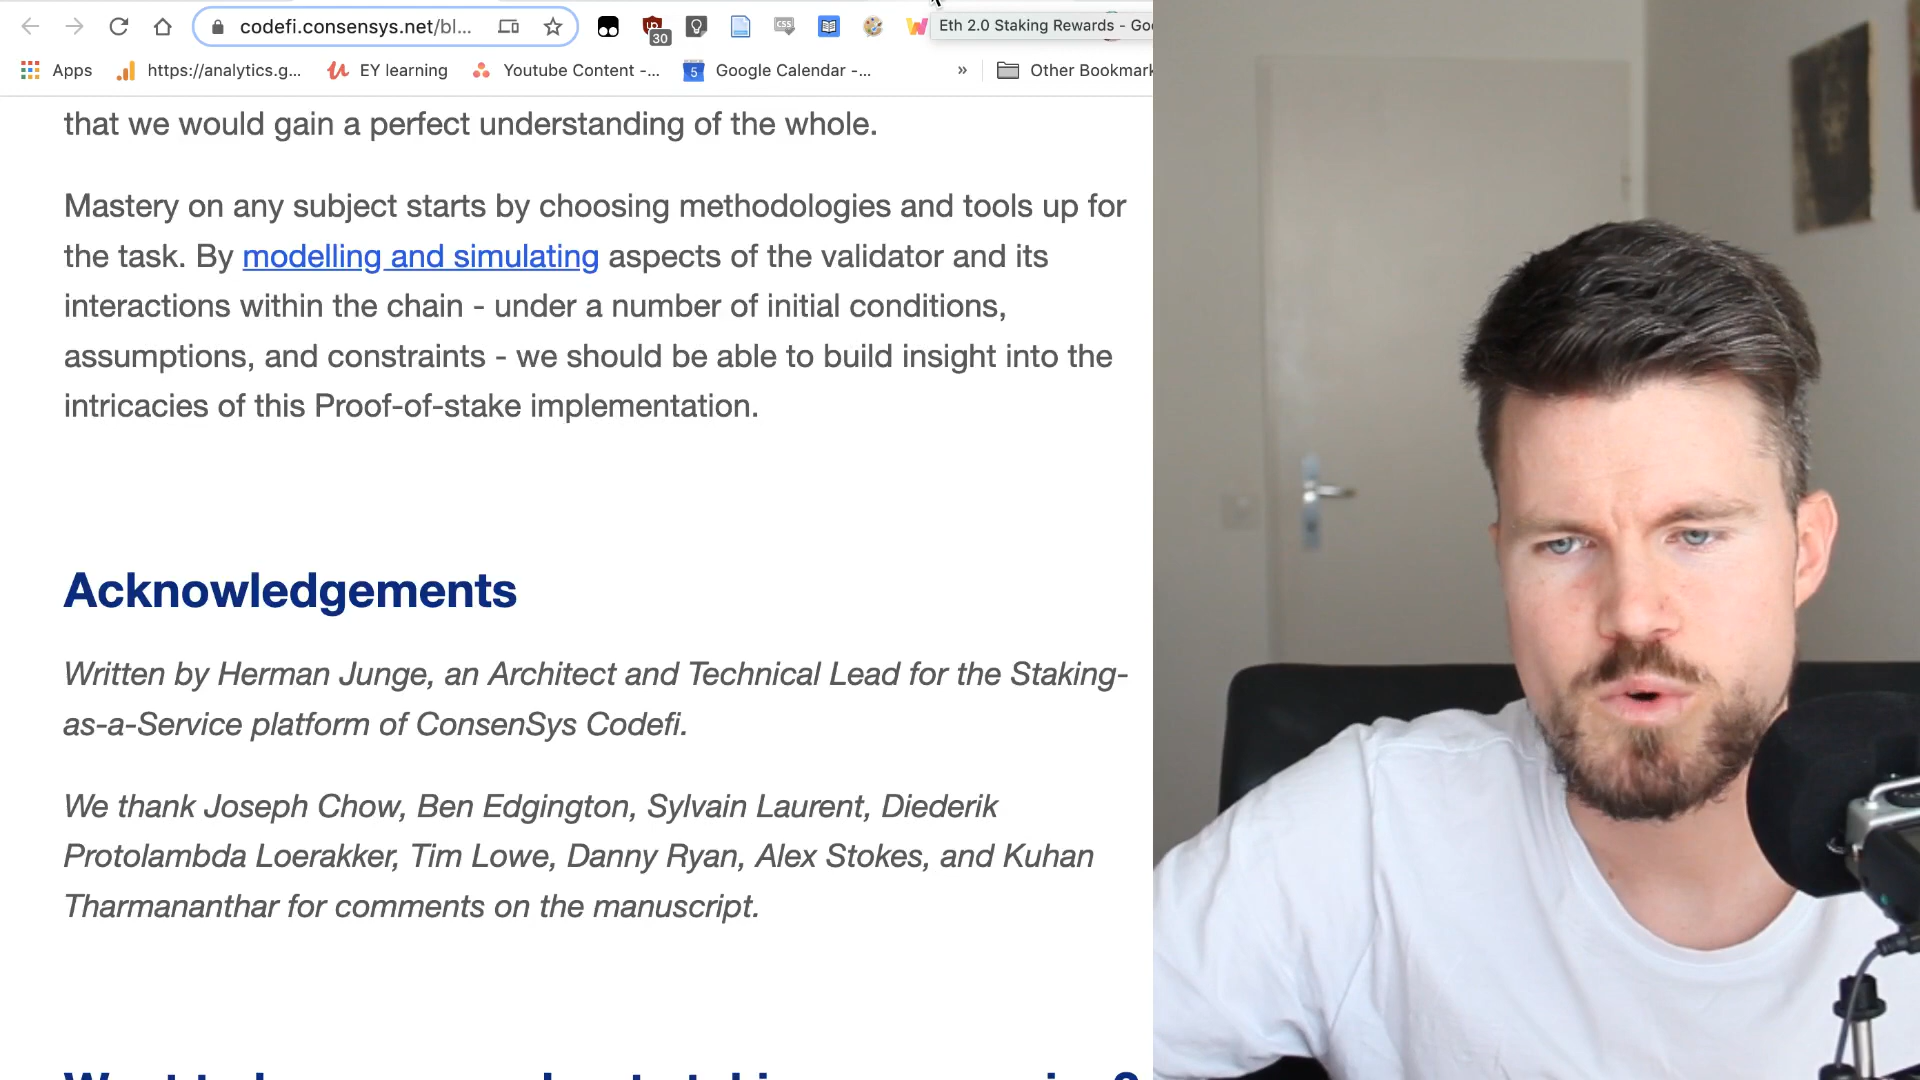 codefi.consensys.net/bl...
30
Eth 2.0 Staking Rewards - Goo
Apps
https://analytics.g...
EY learning
Youtube Content -...
5
Google Calendar -...
»
Other Bookmark
that we would gain a perfect understanding of the whole.
Mastery on any subject starts by choosing methodologies and tools up for
the task. By modelling and simulating aspects of the validator and its
interactions within the chain - under a number of initial conditions,
assumptions, and constraints - we should be able to build insight into the
intricacies of this Proof-of-stake implementation.
Acknowledgements
Written by Herman Junge, an Architect and Technical Lead for the Staking-
as-a-Service platform of ConsenSys Codefi.
We thank Joseph Chow, Ben Edgington, Sylvain Laurent, Diederik
Protolambda Loerakker, Tim Lowe, Danny Ryan, Alex Stokes, and Kuhan
Tharmananthar for comments on the manuscript.